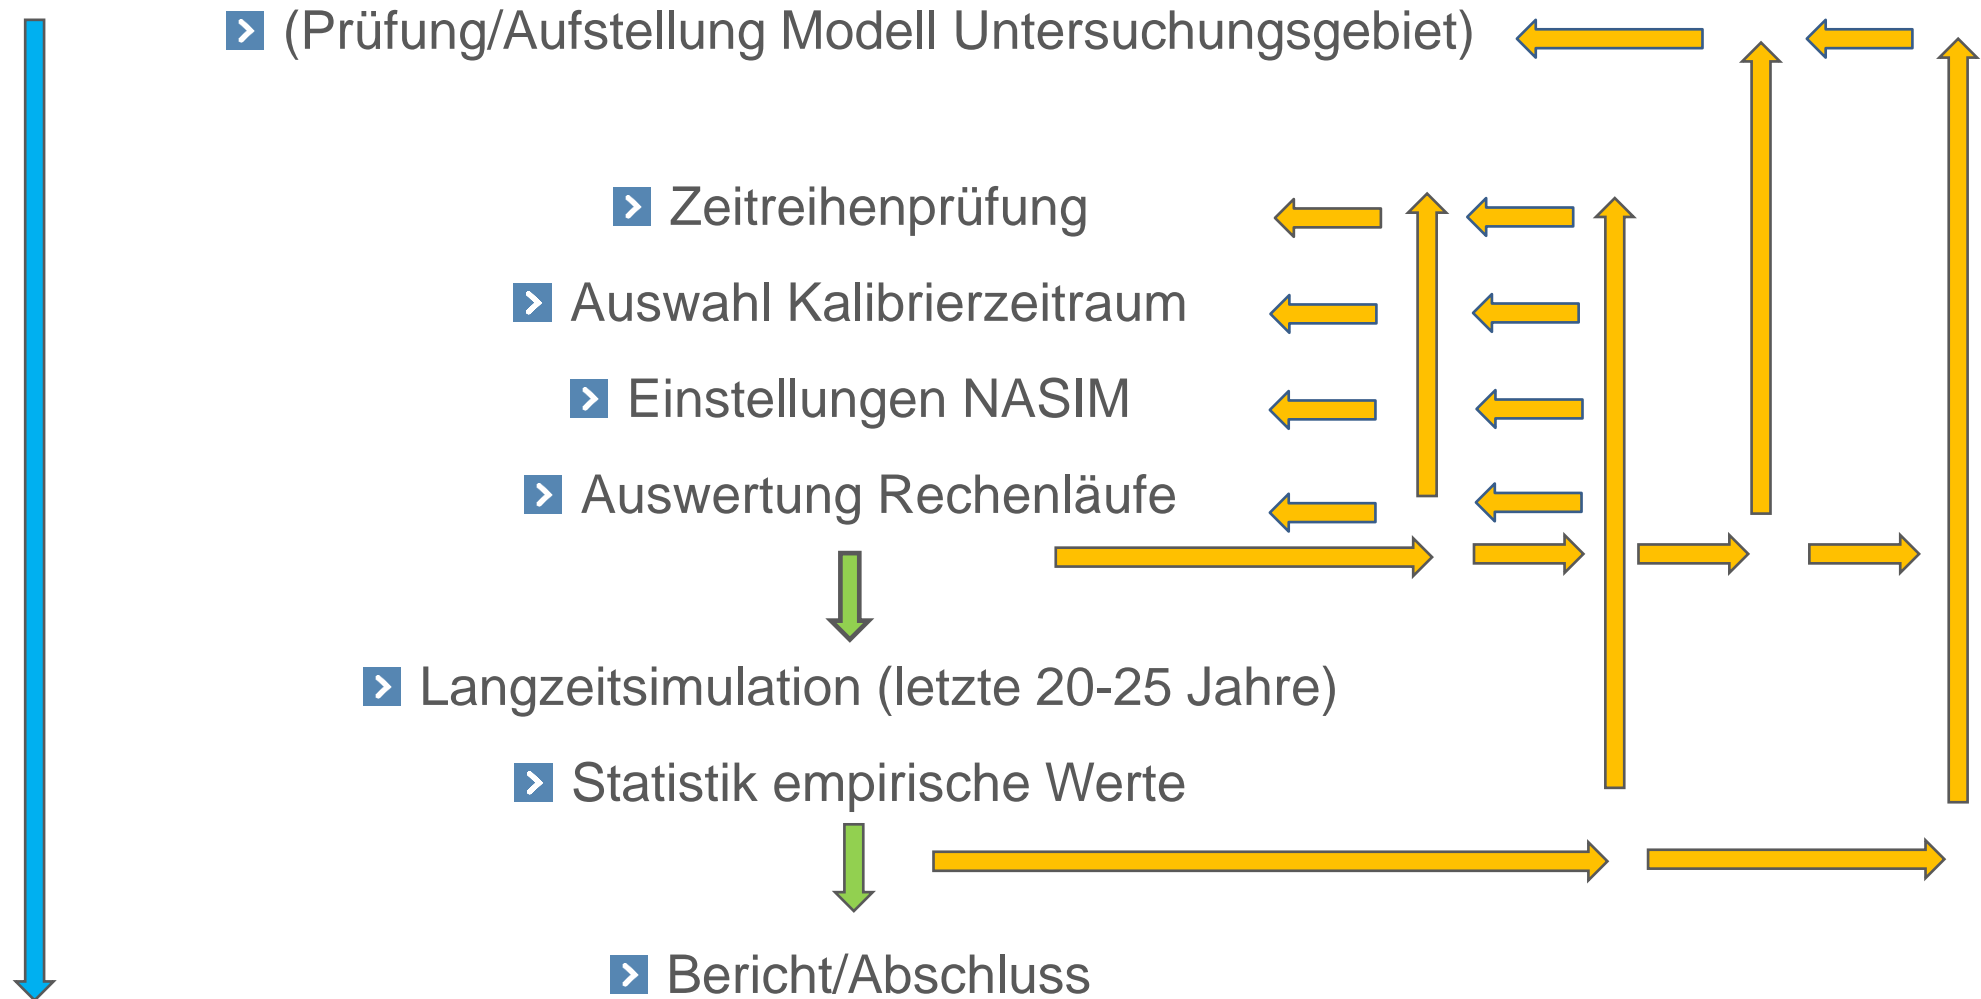 (Prüfung/Aufstellung Modell Untersuchungsgebiet)
Zeitreihenprüfung
Auswahl Kalibrierzeitraum
Einstellungen NASIM
Auswertung Rechenläufe
Langzeitsimulation (letzte 20-25 Jahre)
Statistik empirische Werte
Bericht/Abschluss